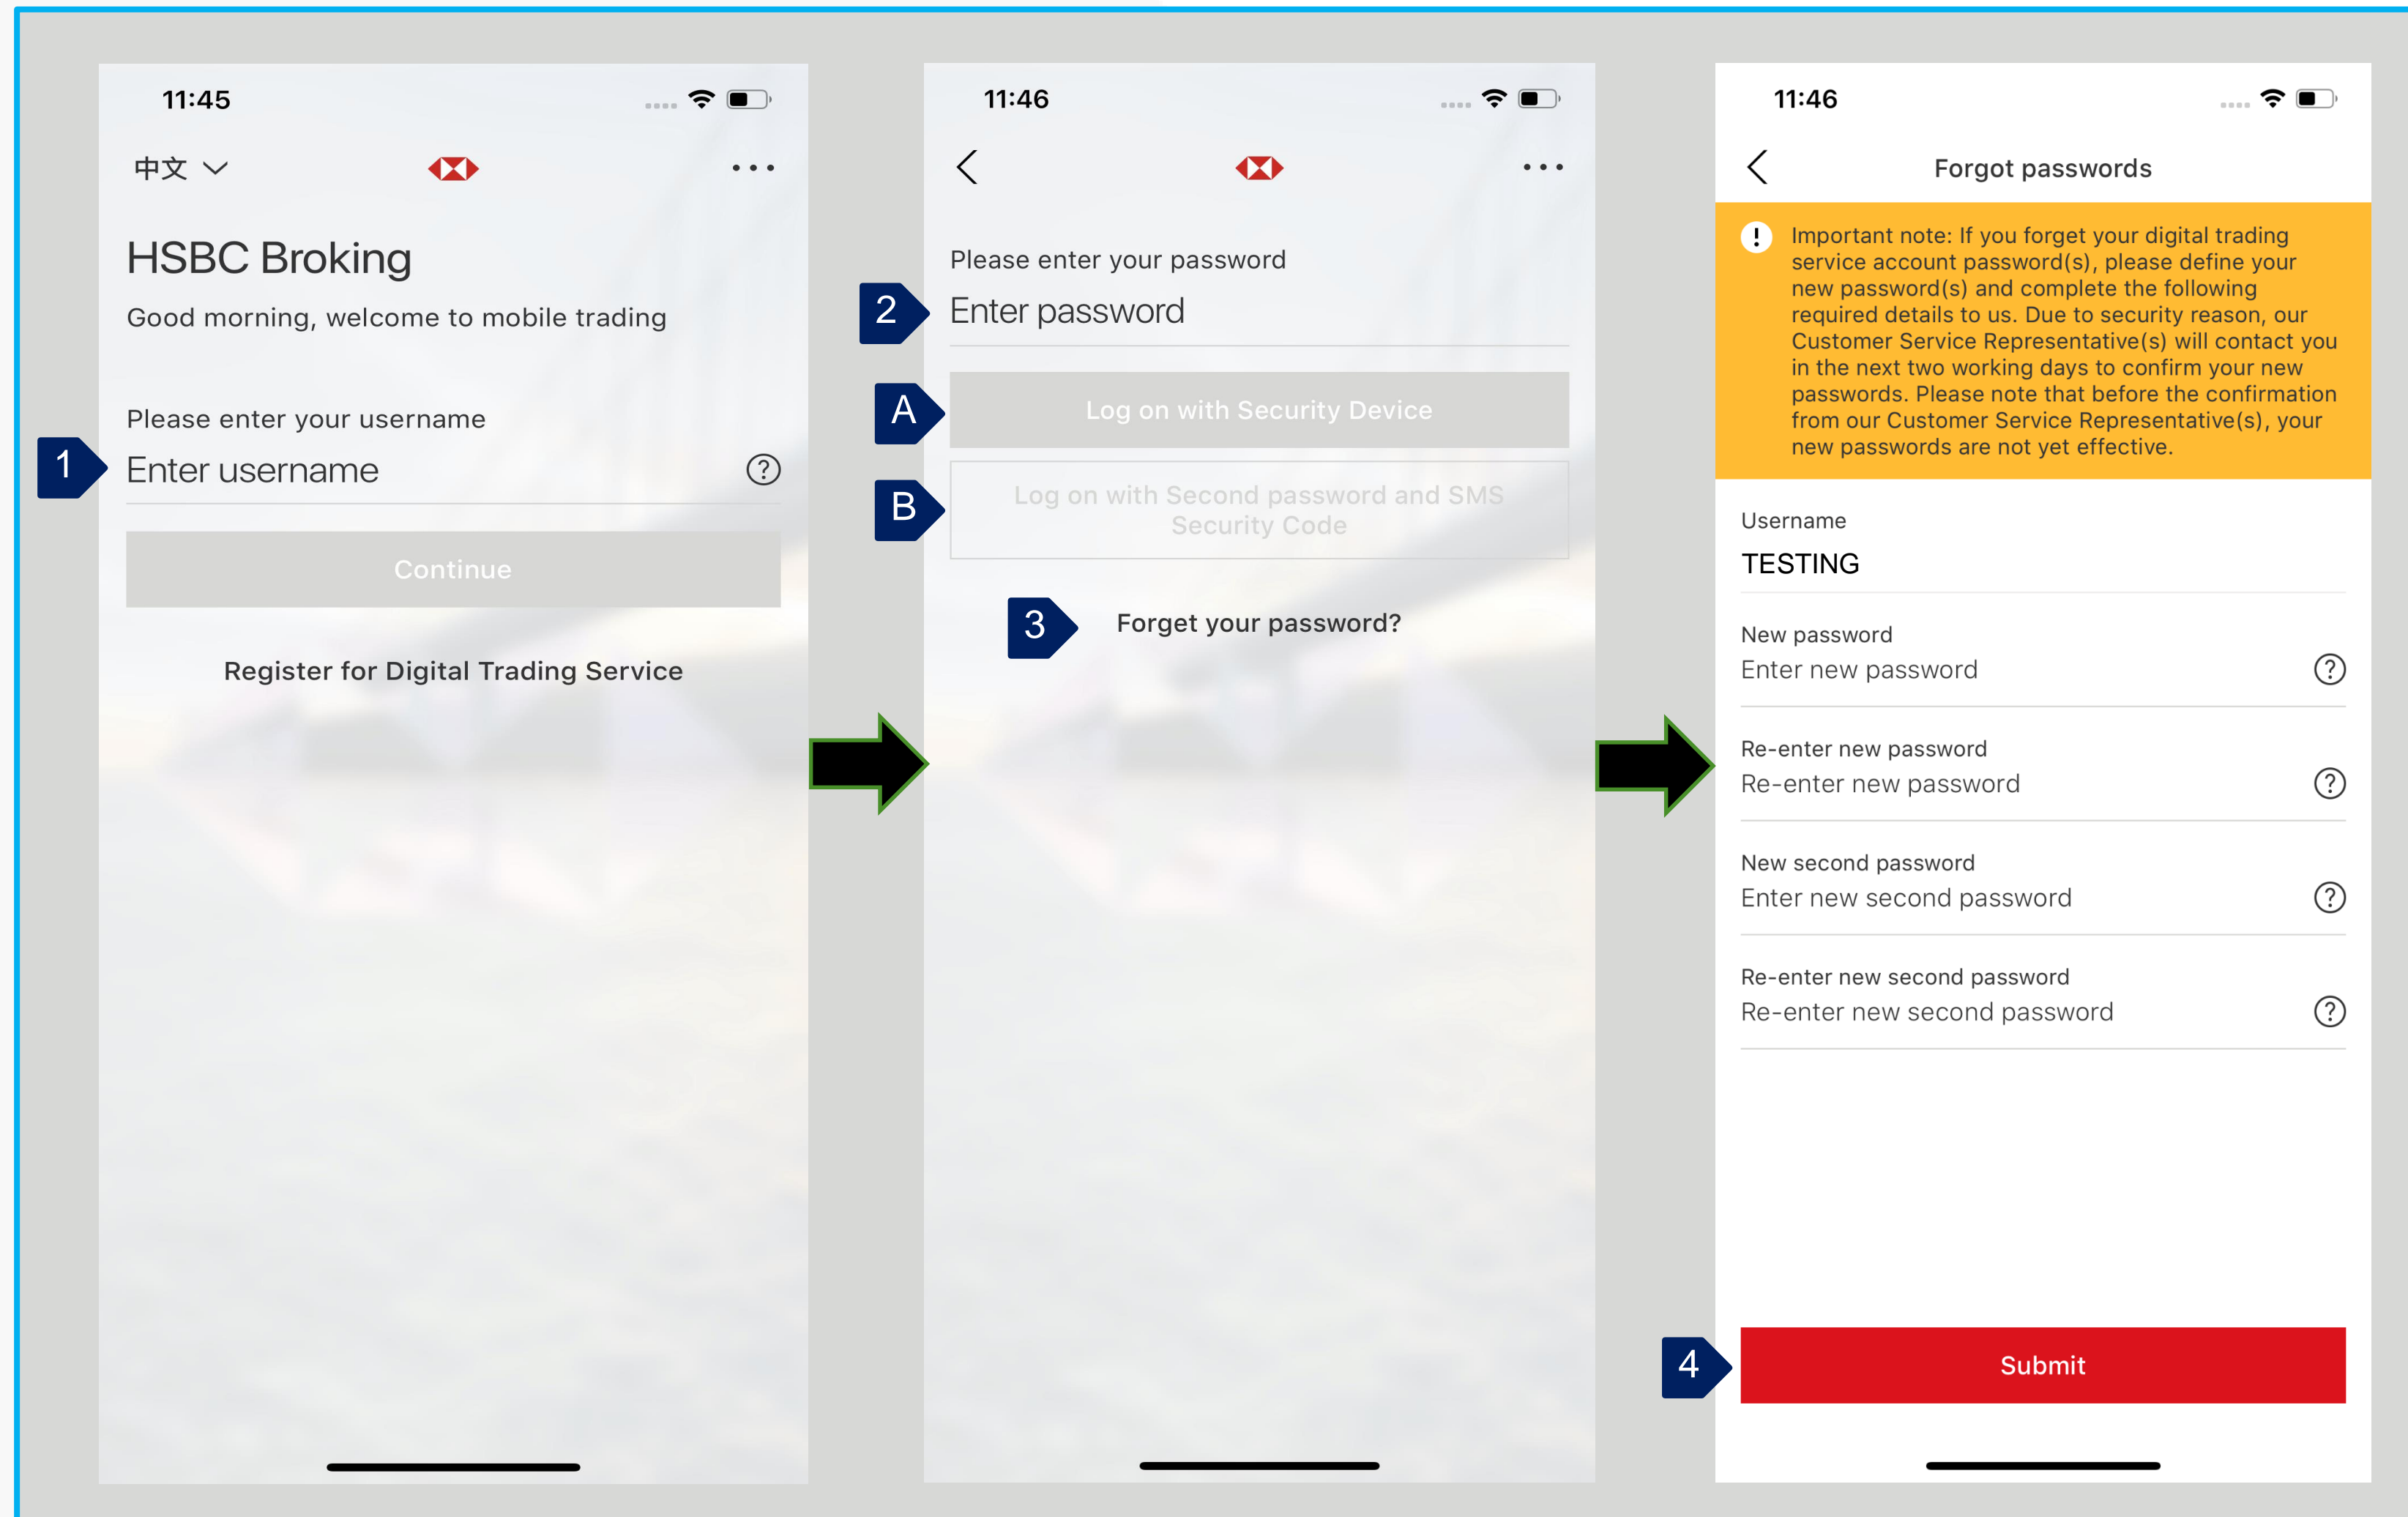 11:45
中文
HSBC Broking
Good morning, welcome to mobile trading
Please enter your username
1
Enter username
?
Continue
Register for Digital Trading Service
11:46
Please enter your password
2
Enter password
A
Log on with Security Device
B
Log on with Second password and SMS
Security Code
3
Forget your password?
11:46
Forgot passwords
! Important note: If you forget your digital trading
service account password(s), please define your
new password(s) and complete the following
required details to us. Due to security reason, our
Customer Service Representative(s) will contact you
in the next two working days to confirm your new
passwords. Please note that before the confirmation
from our Customer Service Representative(s), your
new passwords are not yet effective.
Username
TESTING
New password
Enter new password ?
Re-enter new password
Re-enter new password ?
New second password
Enter new second password ?
Re-enter new second password
Re-enter new second password ?
4
Submit